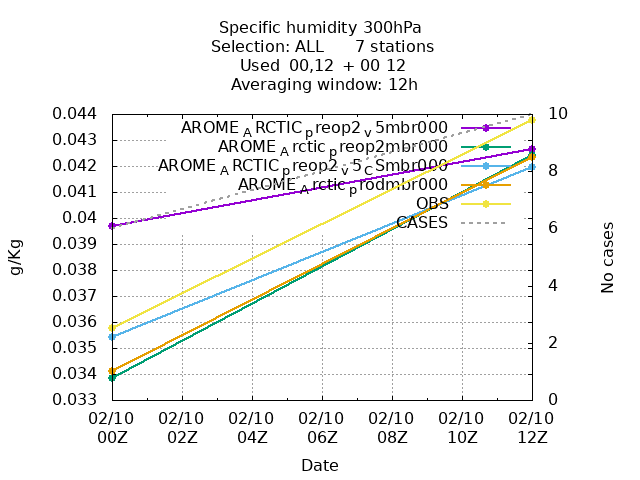 Specific humidity 300hPa
Selection: ALL 7 stations
Used 00,12 + 00 12
Averaging window: 12h
0.044
0.043
0.042
0.041
0.04
0.039
0.038
0.037
0.036
0.035
0.034
0.033
g/Kg
AROME_ARCTIC_preop2_v5mbr000
AROME_Arctic_preop2mbr000
AROME_ARCTIC_preop2_v5_CSmbr000
AROME_Arctic_prodmbr000
OBS
CASES
10
8
6
4
2
0
No cases
02/10 02/10 02/10 02/10 02/10 02/10 02/10
00Z 02Z 04Z 06Z 08Z 10Z 12Z
Date